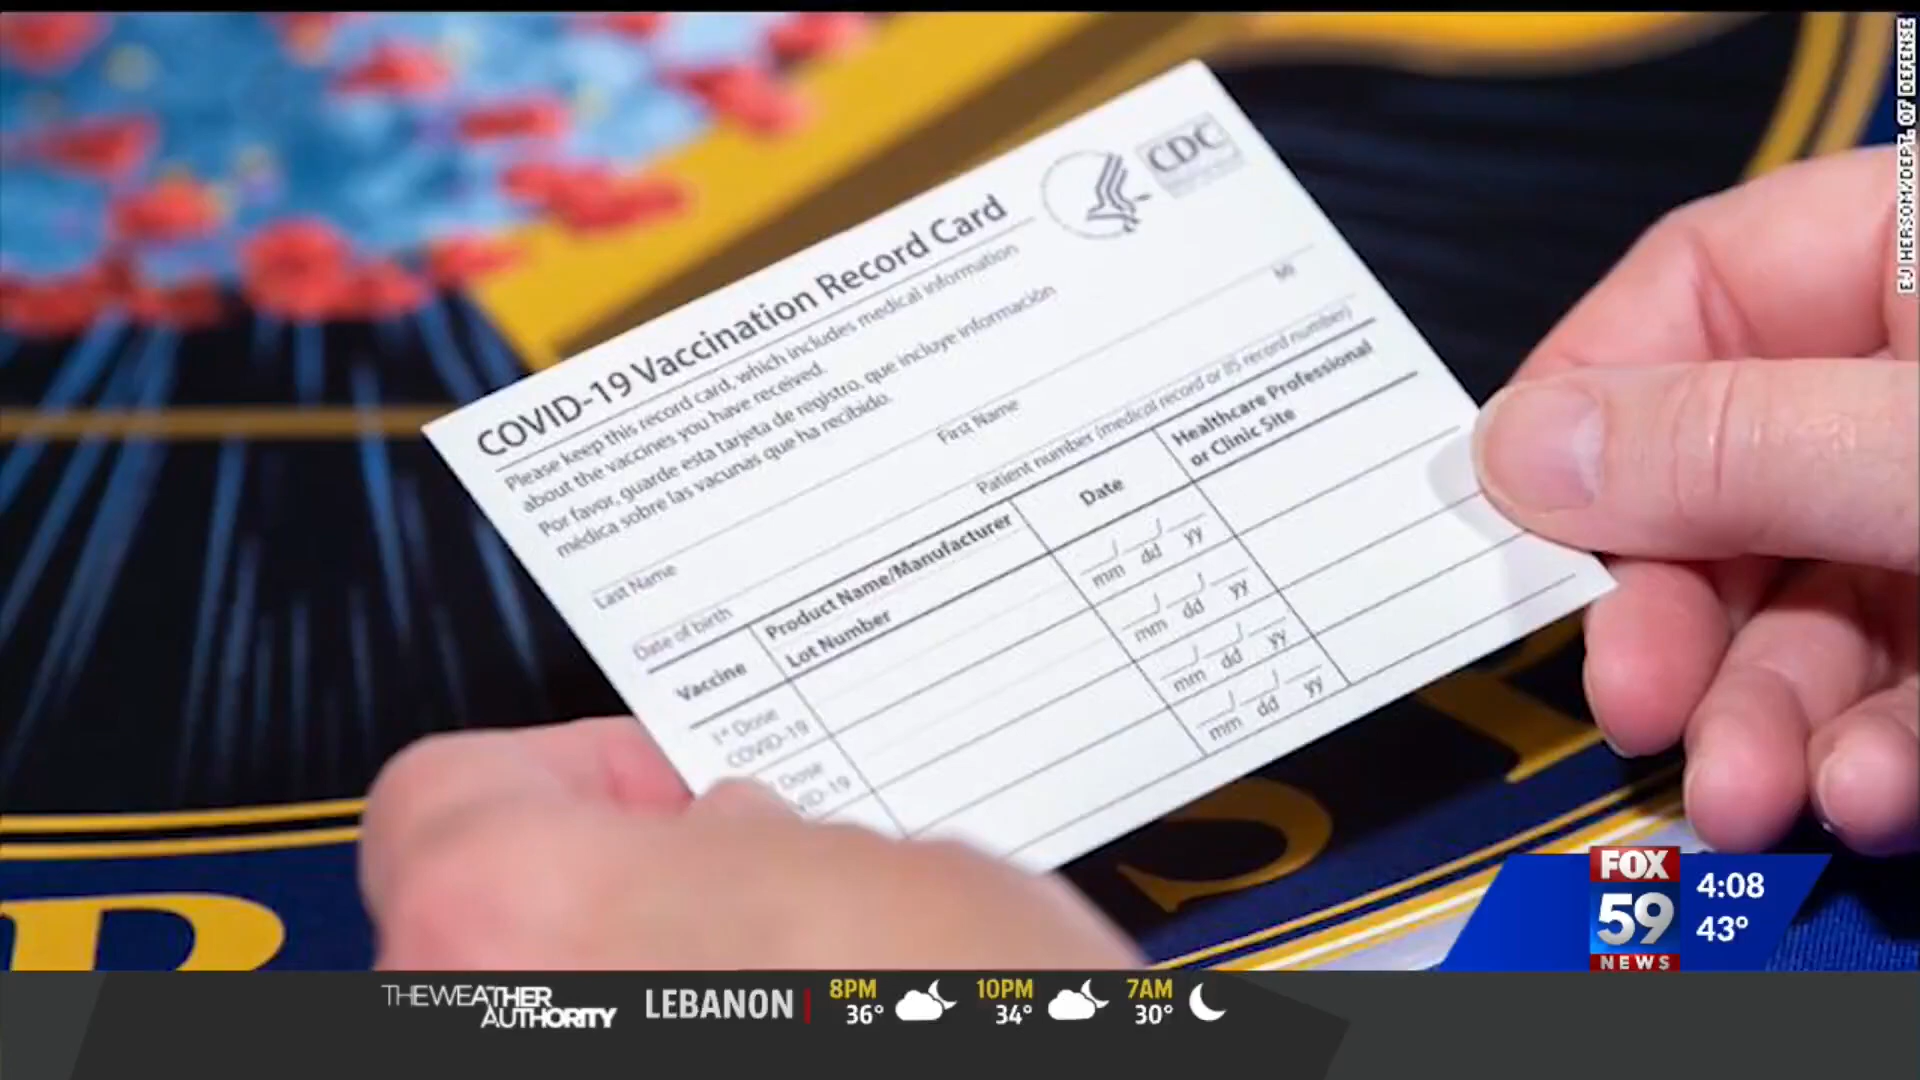 EJ HERSOM/DEPT. OF DEFENSE
CDC
COVID-19 Vaccination Record Card
Please keep this record card, which includes medical information
about the vaccines you have received.
Por favor, guarde esta tarjeta de registro, que incluye información
médica sobre las vacunas que ha recibido.
Last Name
First Name
MI
Date of birth
Patient number (medical record or IIS record number)
Vaccine
Product Name/Manufacturer
Lot Number
Date
Healthcare Professional
or Clinic Site
1st Dose
COVID-19
mm dd yy
Dose
mm dd yy
mm dd yy
mm dd yy
FOX
59
NEWS
4:08
43°
THE WEATHER
AUTHORITY
LEBANON
8PM
36°
10PM
34°
7AM
30°